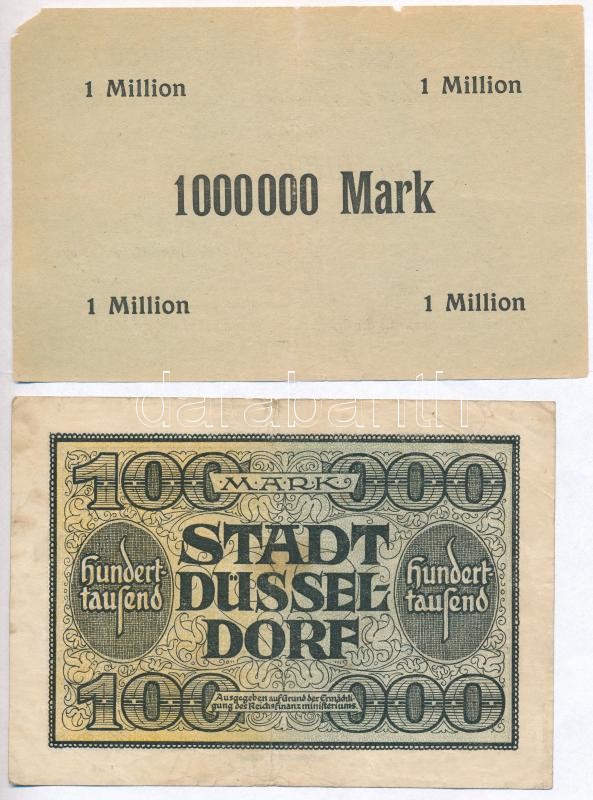 1 Million 1 Million
1000000 Mark
1 Million 1 Million
darabanth
100 MARK 000
STADT
DÜSSEL-
DORF
Hundert-
tausend
Hundert-
tausend
100 000
Ausgegeben auf Grund der Ermächti-
gung des Reichsfinanzministeriums.